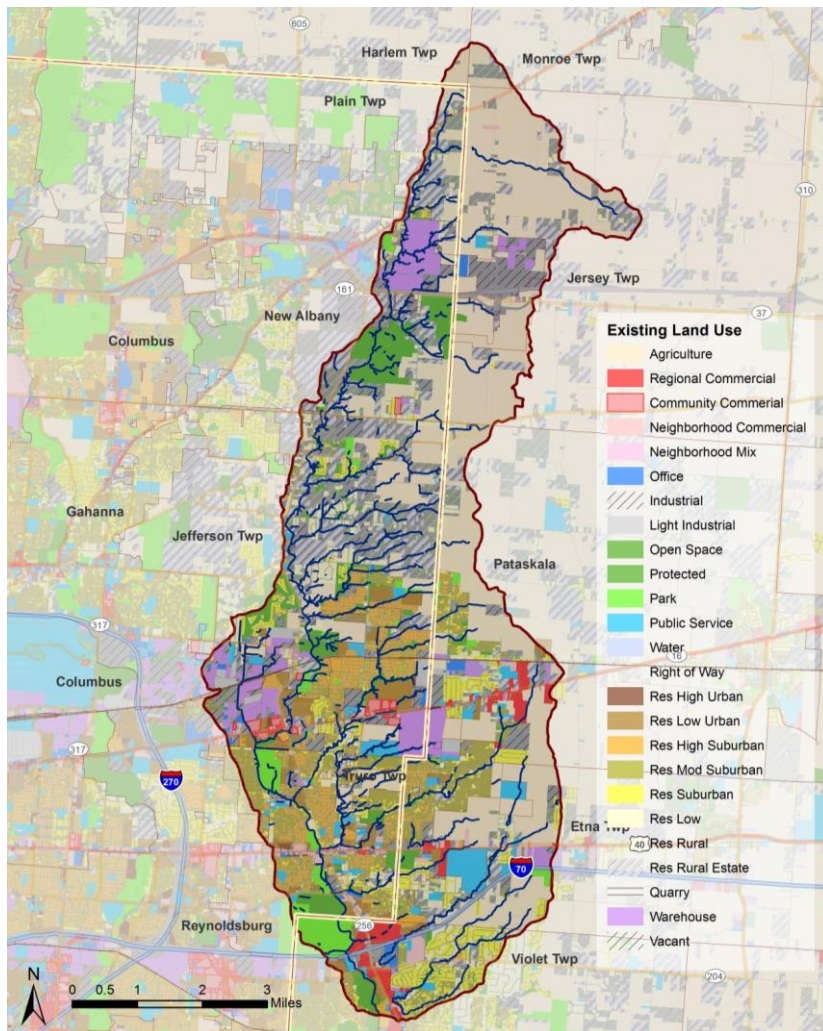 605
Harlem Twp
Monroe Twp
Plain Twp
310
Jersey Twp
161
New Albany
37
Columbus
Existing Land Use
Agriculture
Regional Commercial
Community Commerial
Neighborhood Commercial
Neighborhood Mix
Office
Industrial
Light Industrial
Open Space
Protected
Park
Public Service
Water
Right of Way
Res High Urban
Res Low Urban
Res High Suburban
Res Mod Suburban
Res Suburban
Res Low
Res Rural
Res Rural Estate
Quarry
Warehouse
Vacant
Gahanna
Jefferson Twp
Pataskala
317
16
Columbus
317
270
Truro Twp
Etna Twp
40
70
Reynoldsburg
256
Violet Twp
204
N
0 0.5 1 2 3
Miles